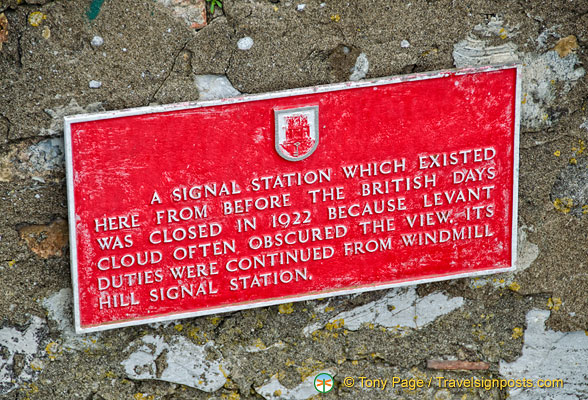 A SIGNAL STATION WHICH EXISTED
HERE FROM BEFORE THE BRITISH DAYS
WAS CLOSED IN 1922 BECAUSE LEVANT
CLOUD OFTEN OBSCURED THE VIEW. ITS
DUTIES WERE CONTINUED FROM WINDMILL
HILL SIGNAL STATION.
© Tony Page / travelsignposts.com